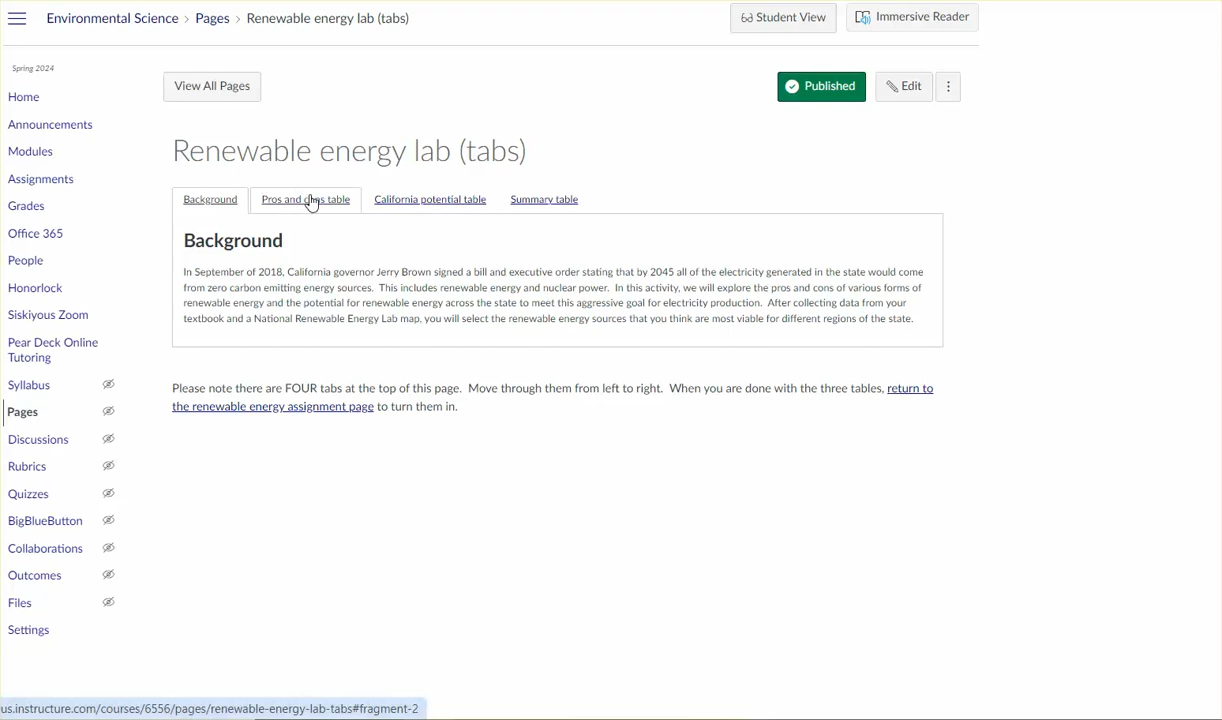 Environmental Science › Pages › Renewable energy lab (tabs)
Student View
Immersive Reader
Spring 2024
Home
Announcements
Modules
Assignments
Grades
Office 365
People
Honorlock
Siskiyous Zoom
Pear Deck Online
Tutoring
Syllabus
Pages
Discussions
Rubrics
Quizzes
BigBlueButton
Collaborations
Outcomes
Files
Settings
View All Pages
Published
Edit
Renewable energy lab (tabs)
Background Pros and cons table California potential table Summary table
Background
In September of 2018, California governor Jerry Brown signed a bill and executive order stating that by 2045 all of the electricity generated in the state would come
from zero carbon emitting energy sources. This includes renewable energy and nuclear power. In this activity, we will explore the pros and cons of various forms of
renewable energy and the potential for renewable energy across the state to meet this aggressive goal for electricity production. After collecting data from your
textbook and a National Renewable Energy Lab map, you will select the renewable energy sources that you think are most viable for different regions of the state.
Please note there are FOUR tabs at the top of this page. Move through them from left to right. When you are done with the three tables, return to
the renewable energy assignment page to turn them in.
us.instructure.com/courses/6556/pages/renewable-energy-lab-tabs#fragment-2